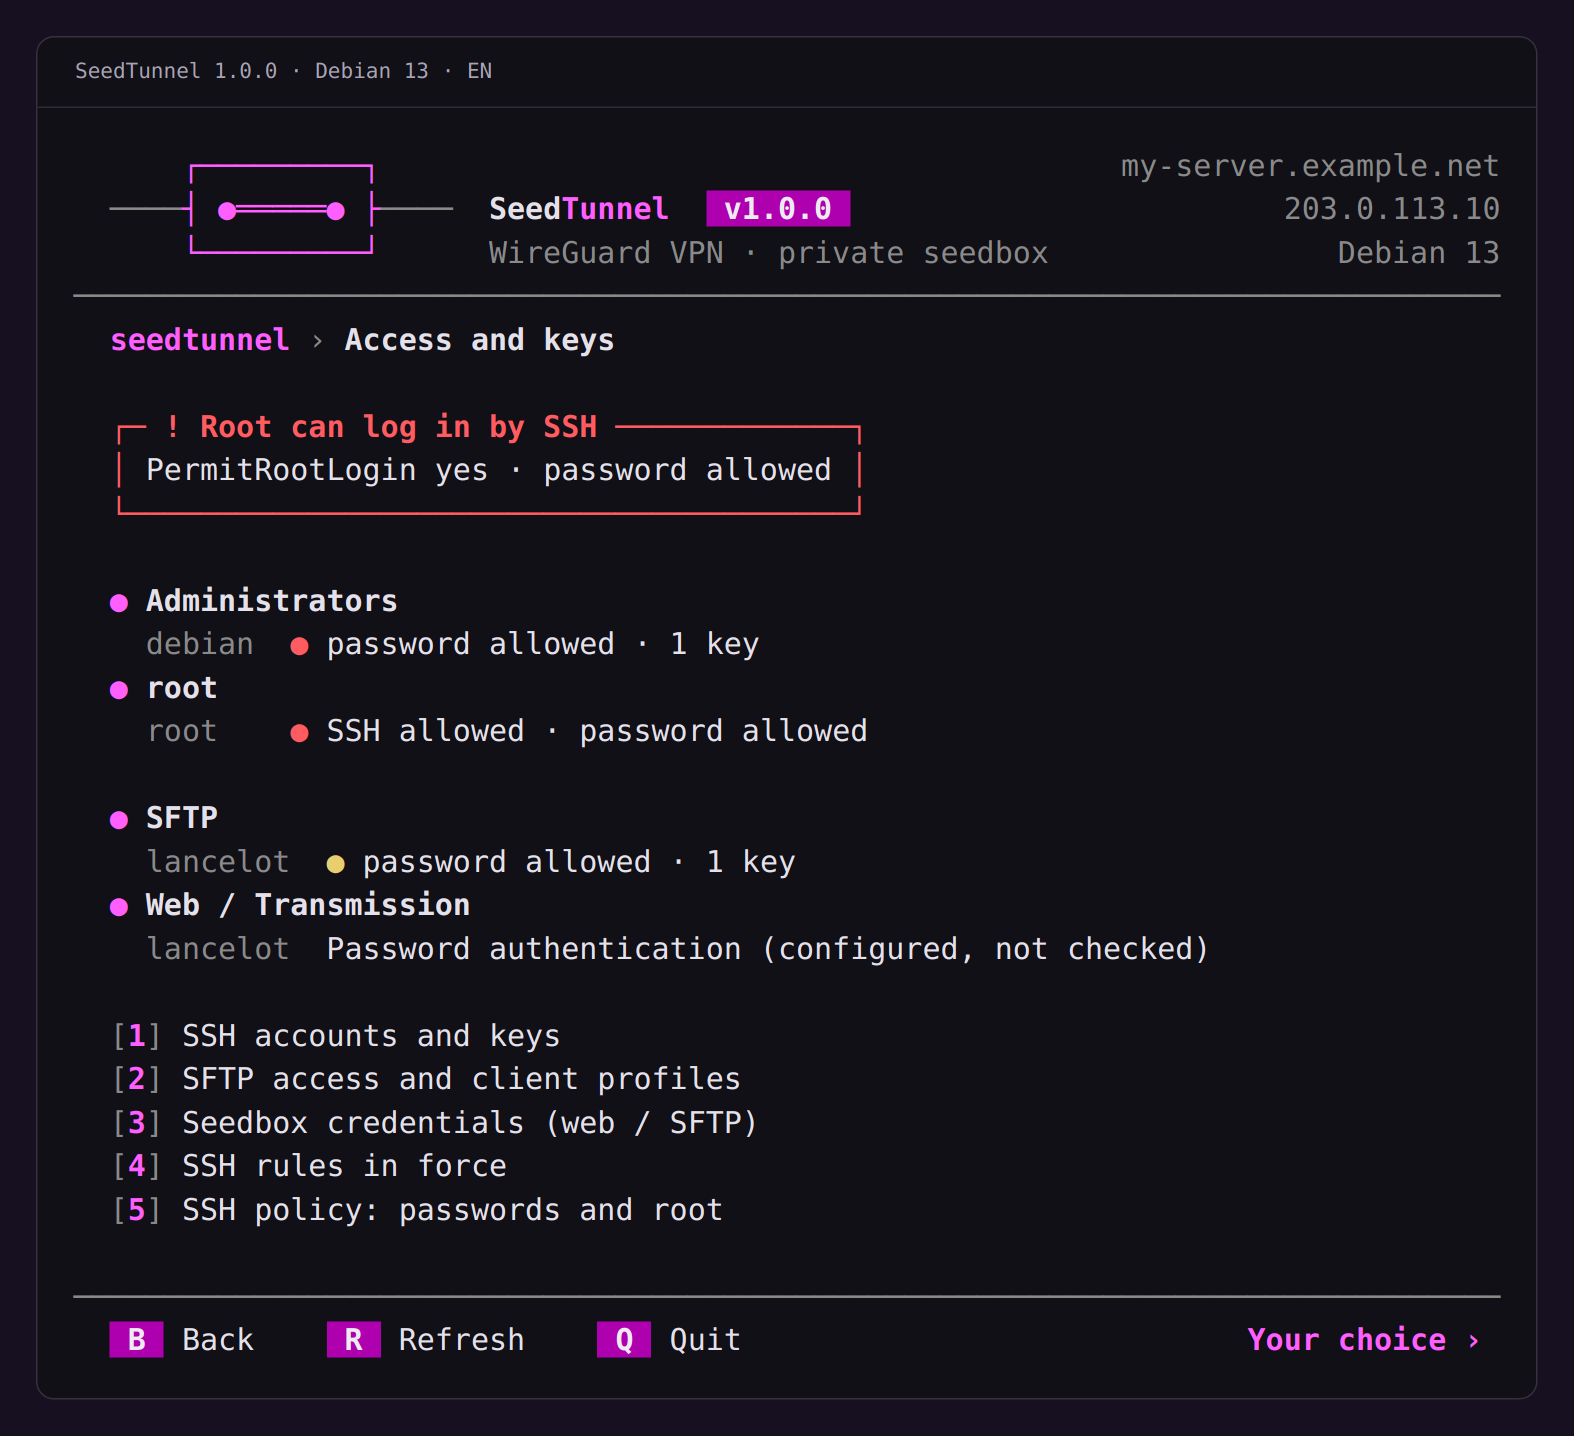 SeedTunnel 1.0.0 · Debian 13 · EN
my-server.example.net
SeedTunnel v1.0.0 203.0.113.10
WireGuard VPN · private seedbox Debian 13
seedtunnel › Access and keys
! Root can log in by SSH
PermitRootLogin yes · password allowed
● Administrators
debian ● password allowed · 1 key
● root
root ● SSH allowed · password allowed
● SFTP
lancelot ● password allowed · 1 key
● Web / Transmission
lancelot Password authentication (configured, not checked)
[1] SSH accounts and keys
[2] SFTP access and client profiles
[3] Seedbox credentials (web / SFTP)
[4] SSH rules in force
[5] SSH policy: passwords and root
B Back R Refresh Q Quit Your choice ›